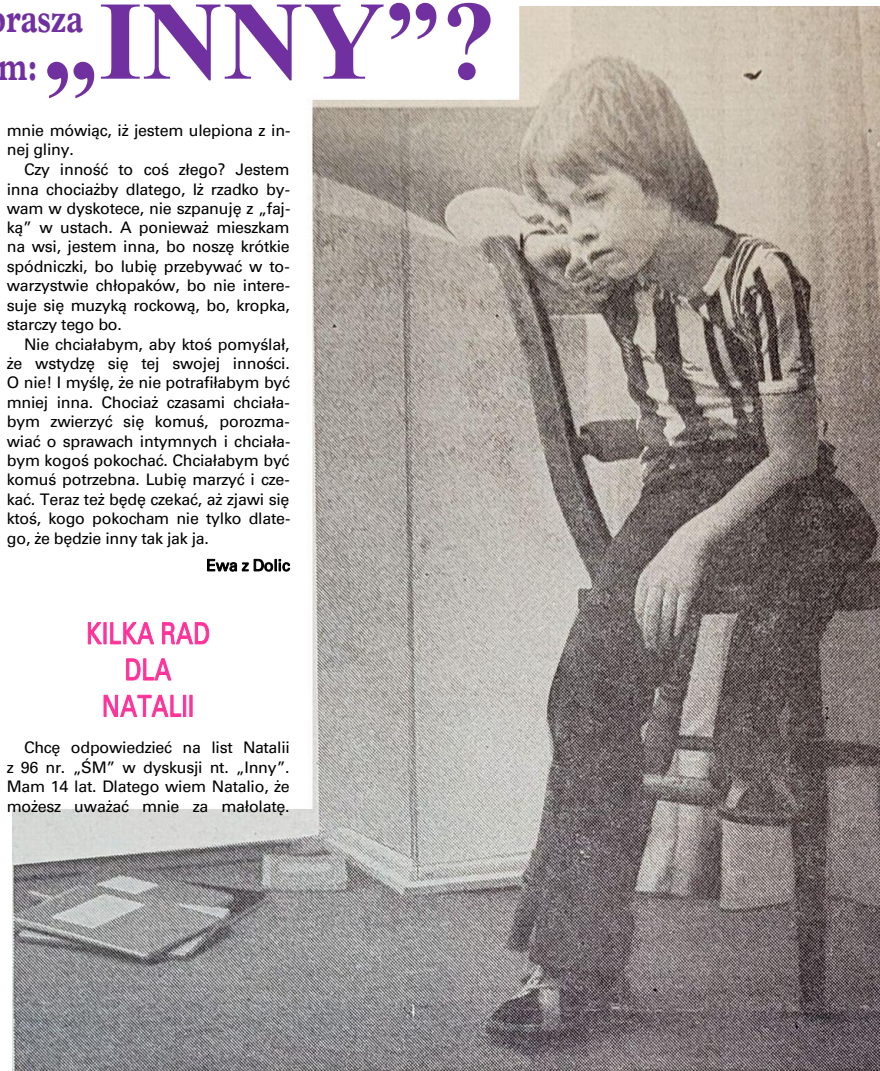 prasza
m: „INNY”?
mnie mówiąc, iż jestem ulepiona z in-
nej gliny.
Czy inność to coś złego? Jestem
inna chociażby dlatego, Iż rzadko by-
wam w dyskotece, nie szpanuję z „faj-
ką” w ustach. A ponieważ mieszkam
na wsi, jestem inna, bo noszę krótkie
spódniczki, bo lubię przebywać w to-
warzystwie chłopaków, bo nie intere-
suje się muzyką rockową, bo, kropka,
starczy tego bo.
Nie chciałabym, aby ktoś pomyślał,
że wstydzę się tej swojej inności.
O nie! I myślę, że nie potrafiłabym być
mniej inna. Chociaż czasami chciała-
bym zwierzyć się komuś, porozma-
wiać o sprawach intymnych i chciała-
bym kogoś pokochać. Chciałabym być
komuś potrzebna. Lubię marzyć i cze-
kać. Teraz też będę czekać, aż zjawi się
ktoś, kogo pokocham nie tylko dlate-
go, że będzie inny tak jak ja.
Ewa z Dolic
KILKA RAD
DLA
NATALII
Chcę odpowiedzieć na list Natalii
z 96 nr. „ŚM” w dyskusji nt. „Inny”.
Mam 14 lat. Dlatego wiem Natalio, że
możesz uważać mnie za małolatę.